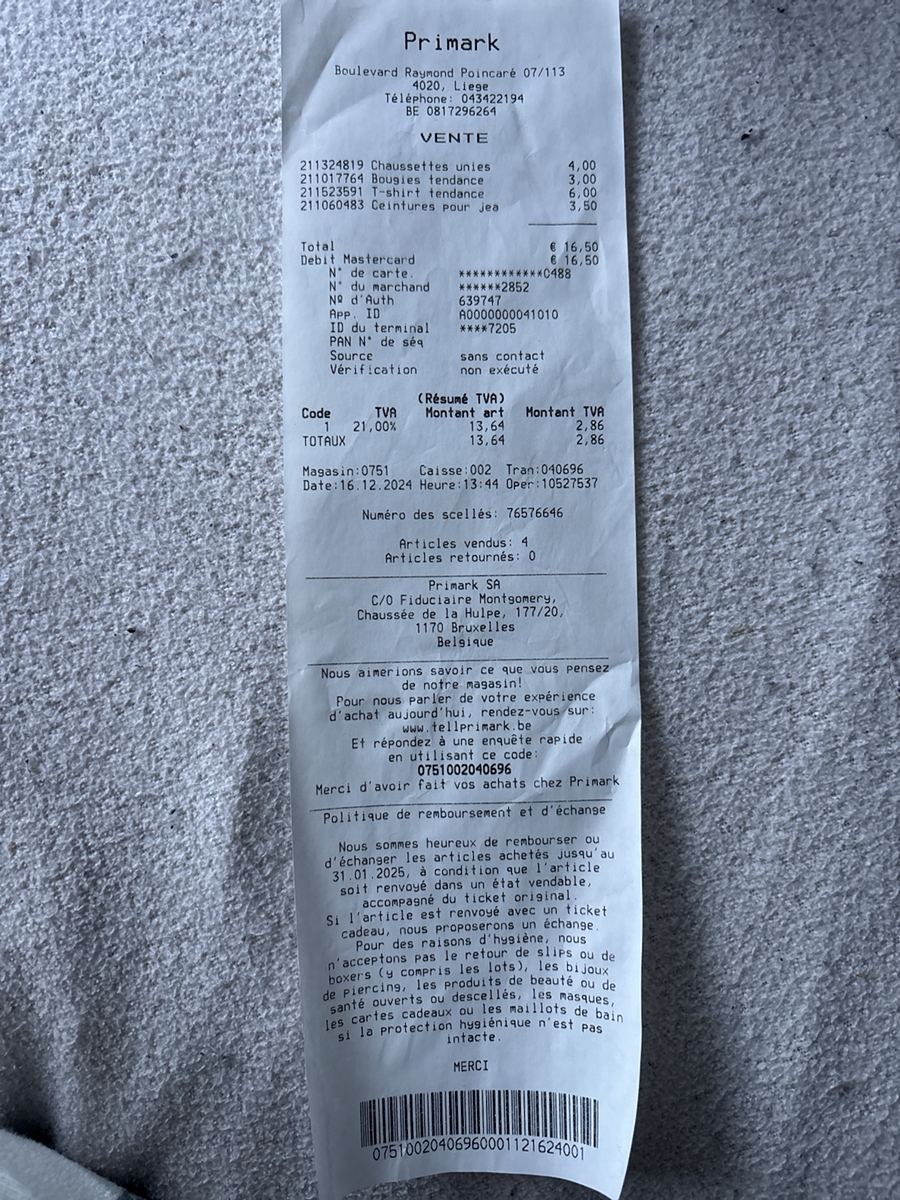 Primark
Boulevard Raymond Poincaré 07/113
4020, Liege
Téléphone: 043422194
BE 0817296264
VENTE
211324819 Chaussettes unies 4,00
211017764 Bougies tendance 3,00
211523591 T-shirt tendance 6,00
211060483 Ceintures pour jea 3,50
Total € 16,50
Debit Mastercard € 16,50
N° de carte. ************0488
N° du marchand ******2852
Nº d'Auth 639747
App. ID A0000000041010
ID du terminal ****7205
PAN N° de séq
Source sans contact
Vérification non exécuté
(Résumé TVA)
Code TVA Montant art Montant TVA
1 21,00% 13,64 2,86
TOTAUX 13,64 2,86
Magasin:0751 Caisse:002 Tran:040696
Date:16.12.2024 Heure:13:44 Oper:10527537
Numéro des scellés: 76576646
Articles vendus: 4
Articles retournés: 0
Primark SA
C/O Fiduciaire Montgomery,
Chaussée de la Hulpe, 177/20,
1170 Bruxelles
Belgique
Nous aimerions savoir ce que vous pensez
de notre magasin!
Pour nous parler de votre expérience
d'achat aujourd'hui, rendez-vous sur:
www.tellprimark.be
Et répondez à une enquête rapide
en utilisant ce code:
0751002040696
Merci d'avoir fait vos achats chez Primark
Politique de remboursement et d'échange
Nous sommes heureux de rembourser ou
d'échanger les articles achetés jusqu'au
31.01.2025, à condition que l'article
soit renvoyé dans un état vendable,
accompagné du ticket original.
Si l'article est renvoyé avec un ticket
cadeau, nous proposerons un échange.
Pour des raisons d'hygiène, nous
n'acceptons pas le retour de slips ou de
boxers (y compris les lots), les bijoux
de piercing, les produits de beauté ou de
santé ouverts ou descellés, les masques,
les cartes cadeaux ou les maillots de bain
si la protection hygiénique n'est pas
intacte.
MERCI
07510020406960001121624001